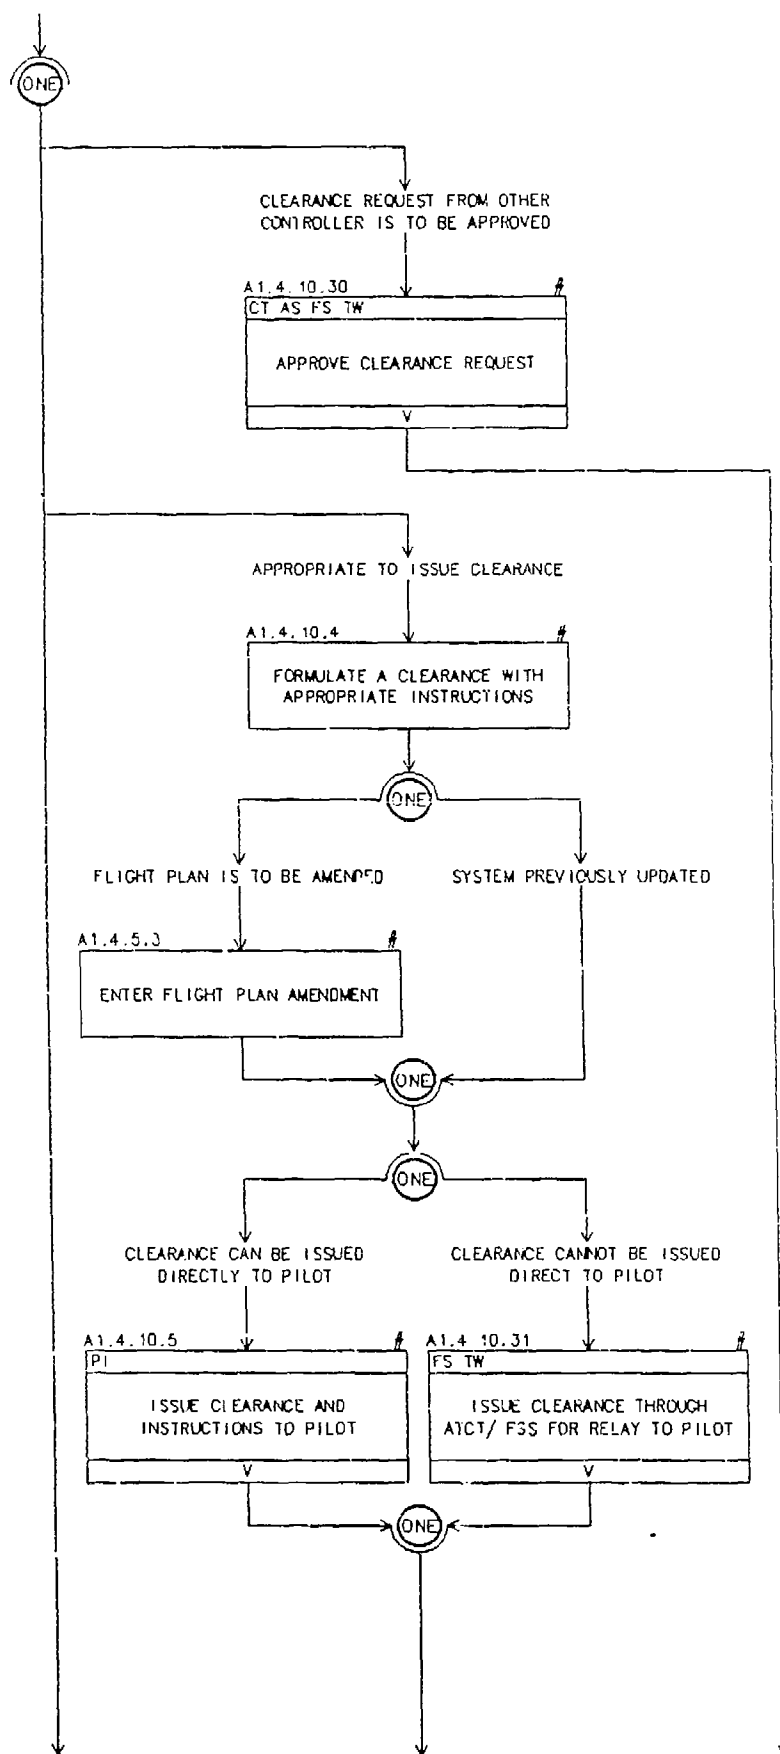 ONE
CLEARANCE REQUEST FROM OTHER
CONTROLLER IS TO BE APPROVED
A1.4.10.30 #
CT AS FS TW
APPROVE CLEARANCE REQUEST
V
APPROPRIATE TO ISSUE CLEARANCE
A1.4.10.4 #
FORMULATE A CLEARANCE WITH
APPROPRIATE INSTRUCTIONS
ONE
FLIGHT PLAN IS TO BE AMENDED
SYSTEM PREVIOUSLY UPDATED
A1.4.5.3 #
ENTER FLIGHT PLAN AMENDMENT
ONE
ONE
CLEARANCE CAN BE ISSUED
DIRECTLY TO PILOT
CLEARANCE CANNOT BE ISSUED
DIRECT TO PILOT
A1.4.10.5 #
PI
ISSUE CLEARANCE AND
INSTRUCTIONS TO PILOT
V
A1.4 10.31 #
FS TW
ISSUE CLEARANCE THROUGH
ATCT/ FSS FOR RELAY TO PILOT
V
ONE